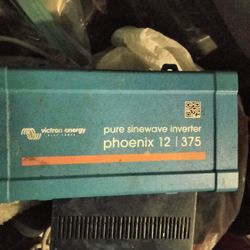 victron energy
BLUE POWER
pure sinewave inverter
phoenix 12 | 375